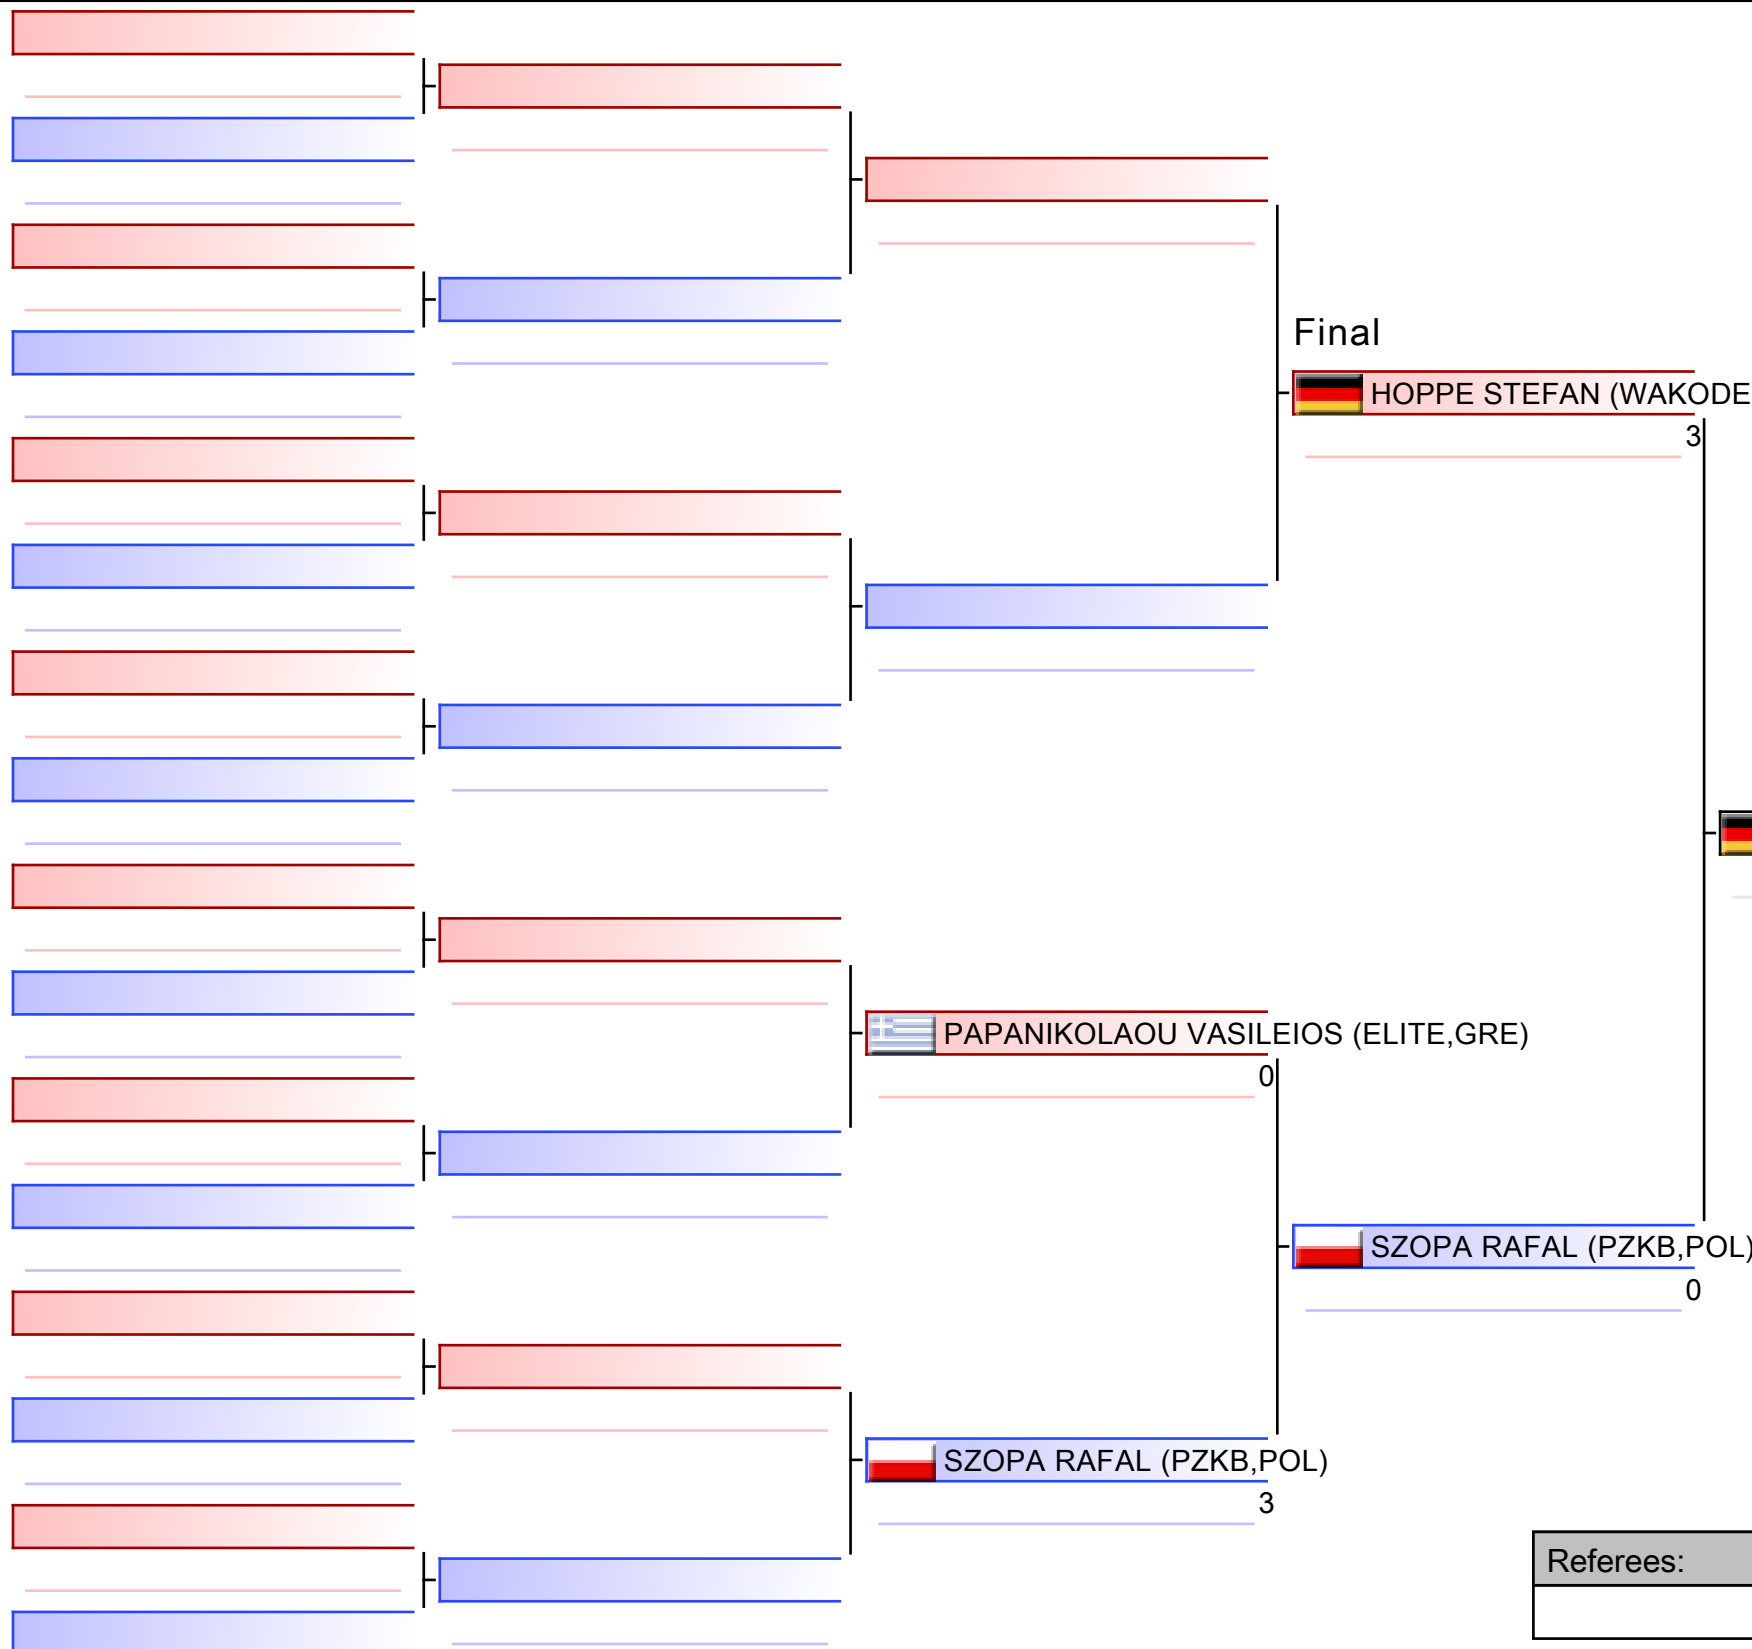 Final
HOPPE STEFAN (WAKODE
3
PAPANIKOLAOU VASILEIOS (ELITE,GRE)
0
SZOPA RAFAL (PZKB,POL)
0
SZOPA RAFAL (PZKB,POL)
3
Referees: